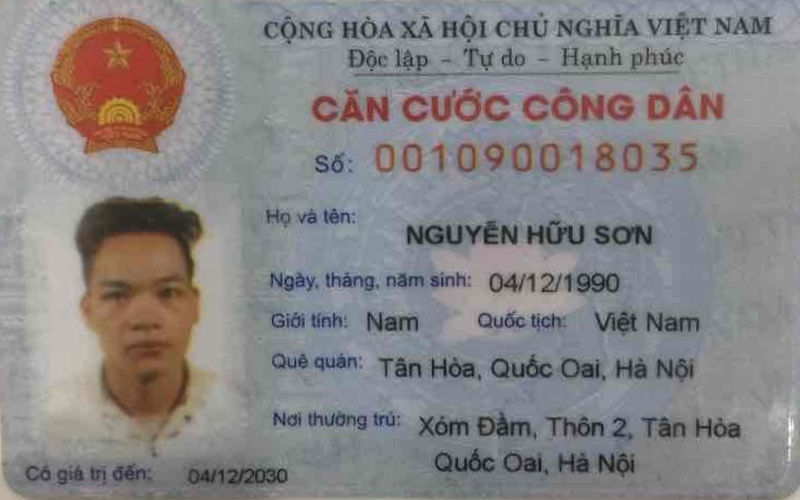 CỘNG HÒA XÃ HỘI CHỦ NGHĨA VIỆT NAM
Độc lập - Tự do - Hạnh phúc
CĂN CƯỚC CÔNG DÂN
Số: 001090018035
Họ và tên:
NGUYỄN HỮU SƠN
Ngày, tháng, năm sinh: 04/12/1990
Giới tính: Nam Quốc tịch: Việt Nam
Quê quán: Tân Hòa, Quốc Oai, Hà Nội
Nơi thường trú: Xóm Đầm, Thôn 2, Tân Hòa
Quốc Oai, Hà Nội
Có giá trị đến: 04/12/2030